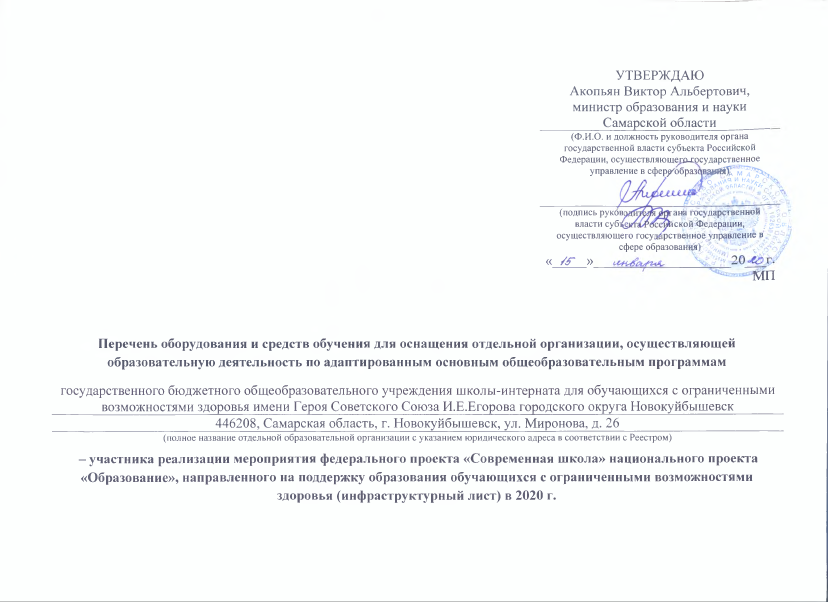 УТВЕРЖДАЮ
Акопьян Виктор Альбертович,
министр образования и науки
Самарской области
(Ф.И.О. и должность руководителя органа
государственной власти субъекта Российской
Федерации, осуществляющего государственное
управление в сфере образования)
(подпись руководителя органа государственной
власти субъекта Российской Федерации,
осуществляющего государственное управление в
сфере образования)
« 15 » января 2020 г.
МП
Перечень оборудования и средств обучения для оснащения отдельной организации, осуществляющей
образовательную деятельность по адаптированным основным общеобразовательным программам
государственного бюджетного общеобразовательного учреждения школы-интерната для обучающихся с ограниченными
возможностями здоровья имени Героя Советского Союза И.Е.Егорова городского округа Новокуйбышевск
446208, Самарская область, г. Новокуйбышевск, ул. Миронова, д. 26
(полное название отдельной образовательной организации с указанием юридического адреса в соответствии с Реестром)
– участника реализации мероприятия федерального проекта «Современная школа» национального проекта
«Образование», направленного на поддержку образования обучающихся с ограниченными возможностями
здоровья (инфраструктурный лист) в 2020 г.